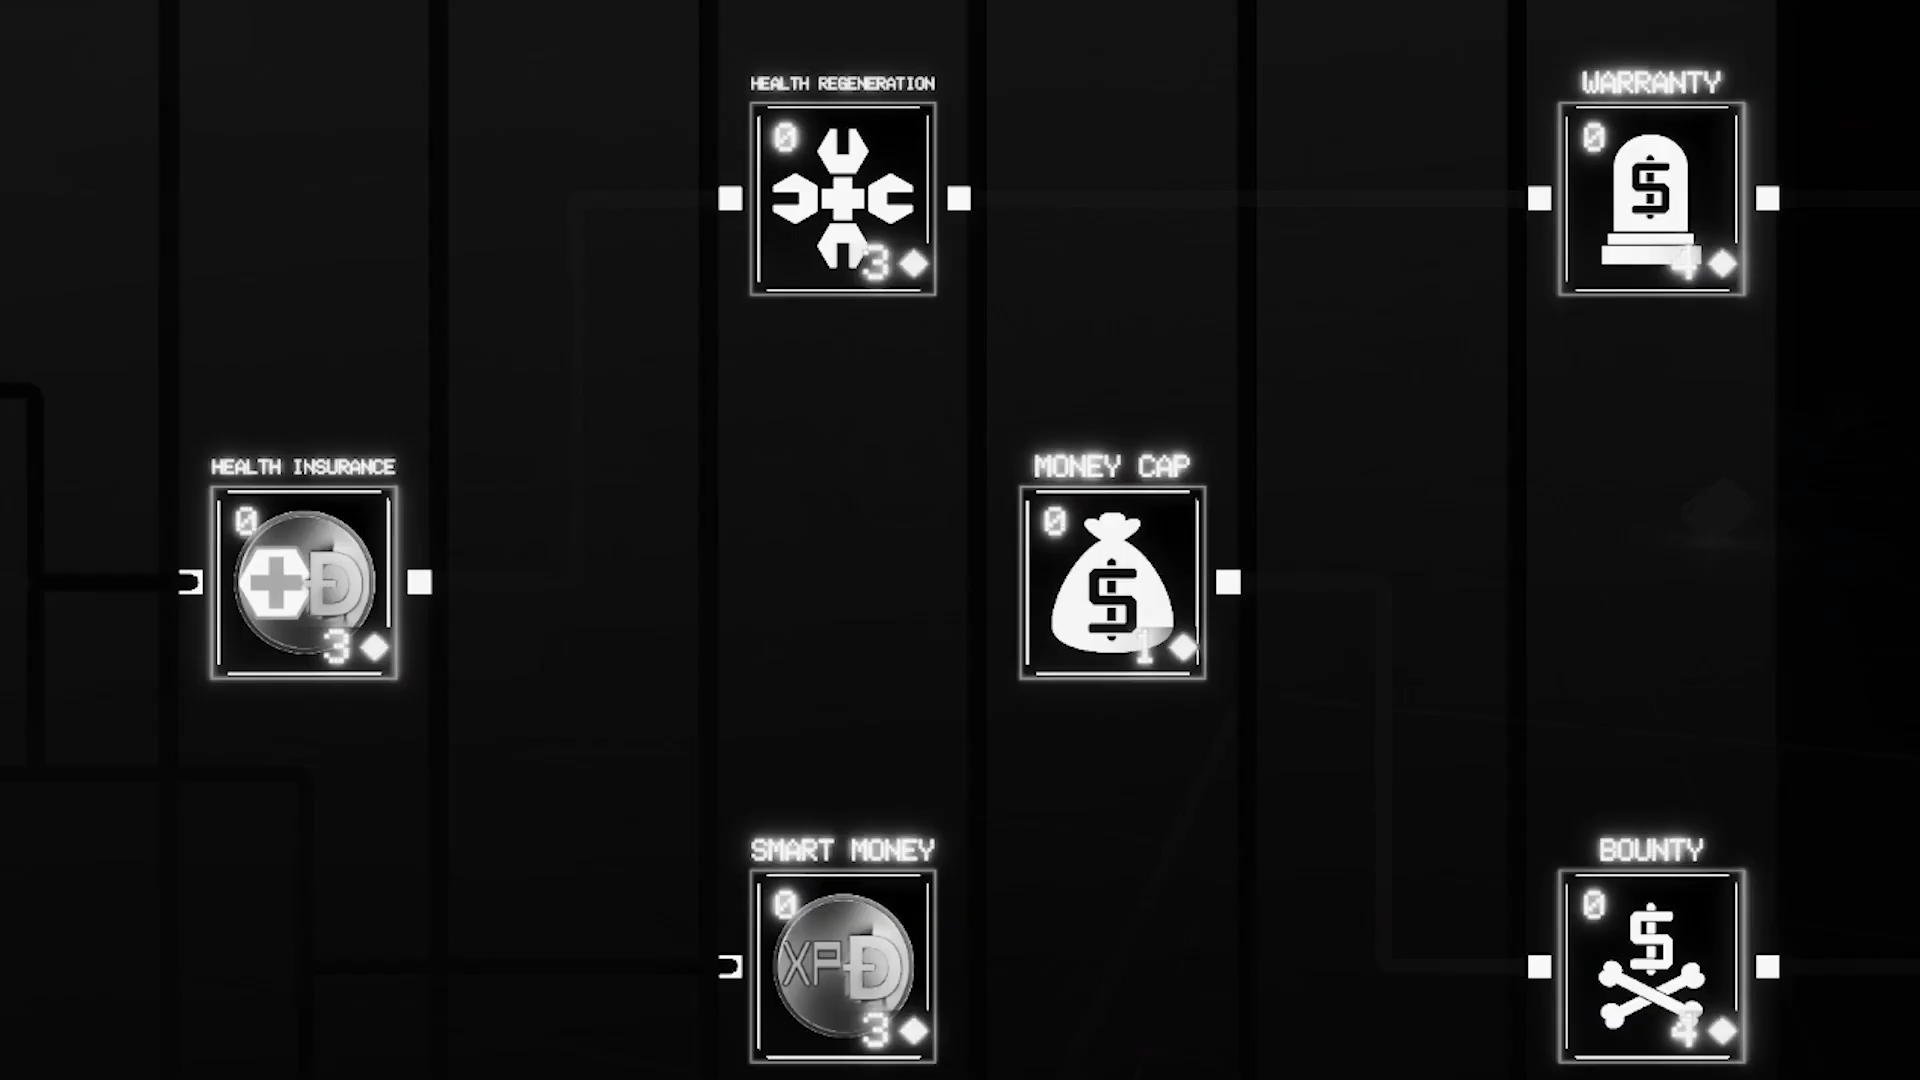 HEALTH REGENERATION
0
3
WARRANTY
0
$
4
HEALTH INSURANCE
0
Đ
3
MONEY CAP
0
$
1
SMART MONEY
0
XP Đ
3
BOUNTY
0
$
4